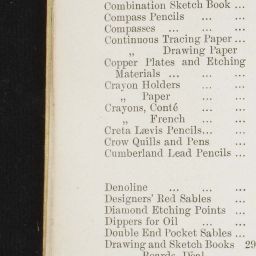 Combination Sketch Book ...
Compass Pencils ... ...
Compasses ... ... ...
Continuous Tracing Paper ...
„ Drawing Paper
Copper Plates and Etching
Materials ... ... ...
Crayon Holders ... ...
„ Paper ... ...
Crayons, Conté ... ...
„ French ... ...
Creta Lævis Pencils... ...
Crow Quills and Pens ...
Cumberland Lead Pencils ...
Denoline ... ... ...
Designers' Red Sables ...
Diamond Etching Points ...
Dippers for Oil ... ...
Double End Pocket Sables ...
Drawing and Sketch Books 29
Boards, Deal